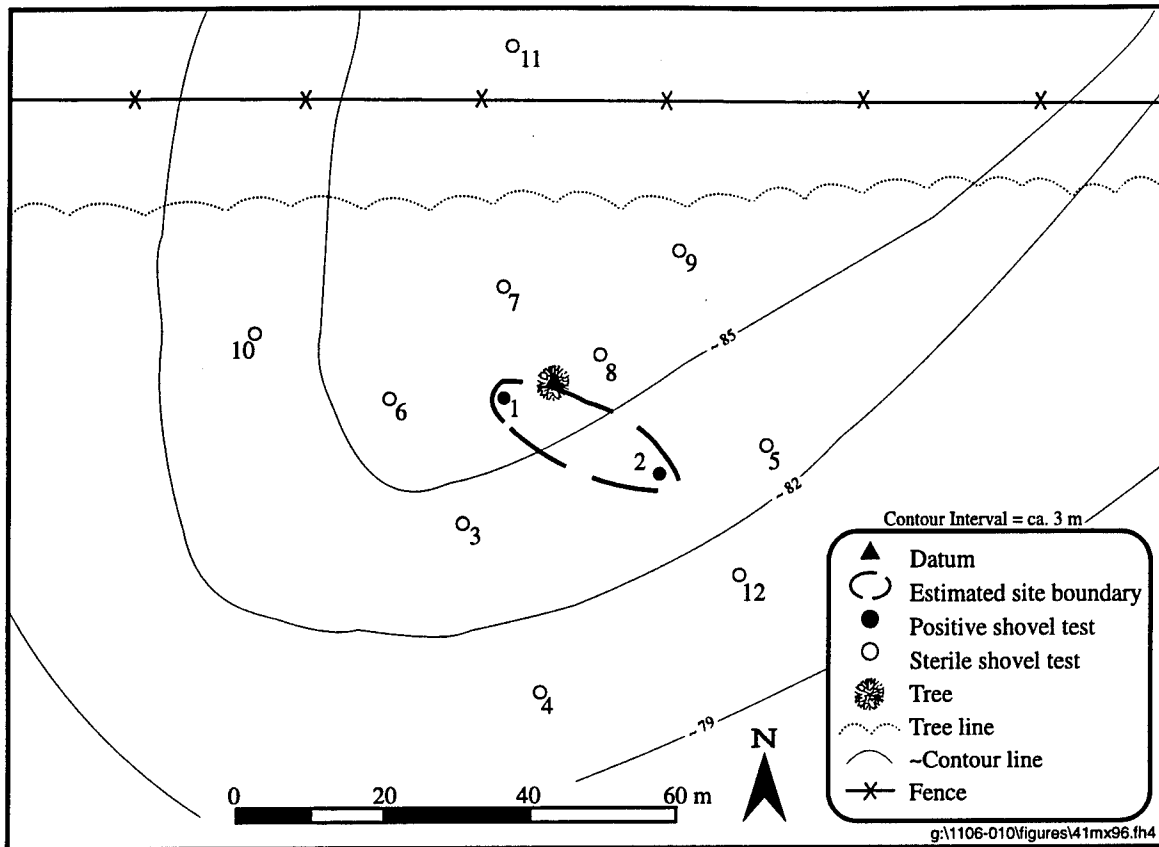 11
9
7
10
8
~ 85
6
1
2
5
~ 82
3
Contour Interval = ca. 3 m
12
Datum
Estimated site boundary
Positive shovel test
Sterile shovel test
4
Tree
~ 79
Tree line
N
~Contour line
0 20 40 60 m
Fence
g:\1106-010\figures\41mx96.fh4